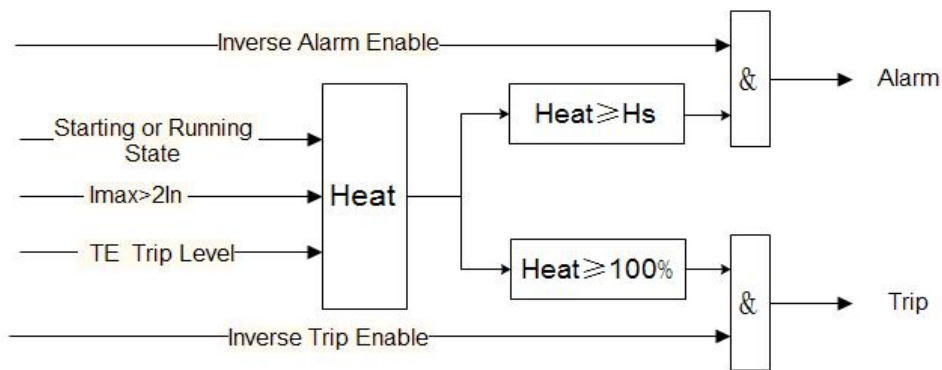 Inverse Alarm Enable
&
Alarm
Starting or Running
State
Heat≥Hs
Imax>2In
Heat
TE Trip Level
Heat≥100%
&
Trip
Inverse Trip Enable